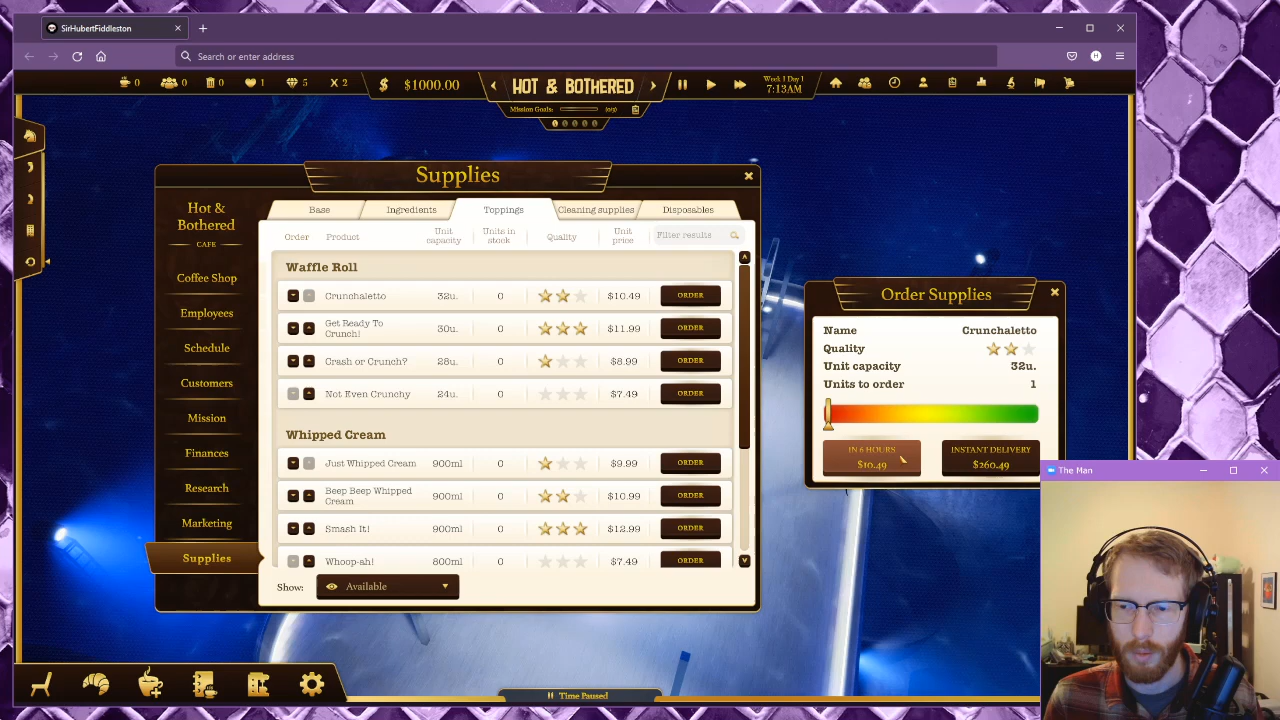 SirHubertFiddleston
Search or enter address
H
0
0
0
1
5
X 2
$ $1000.00
HOT & BOTHERED
Mission Goals:
(0/5)
Week 1 Day 1
7:13AM
Supplies
Hot &
Bothered
CAFE
Coffee Shop
Employees
Schedule
Customers
Mission
Finances
Research
Marketing
Supplies
Base Ingredients Toppings Cleaning supplies Disposables
Order Product Unit capacity Units in stock Quality Unit price Filter results
Waffle Roll
Crunchaletto 32u. 0 $10.49 ORDER
Get Ready To Crunch! 30u. 0 $11.99 ORDER
Crash or Crunch? 28u. 0 $8.99 ORDER
Not Even Crunchy 24u. 0 $7.49 ORDER
Whipped Cream
Just Whipped Cream 900ml 0 $9.99 ORDER
Beep Beep Whipped Cream 900ml 0 $10.99 ORDER
Smash It! 900ml 0 $12.99 ORDER
Whoop-ah! 800ml 0 $7.49 ORDER
Show: Available
Order Supplies
Name Crunchaletto
Quality
Unit capacity 32u.
Units to order 1
IN 6 HOURS
$10.49
INSTANT DELIVERY
$260.49
The Man
Time Paused